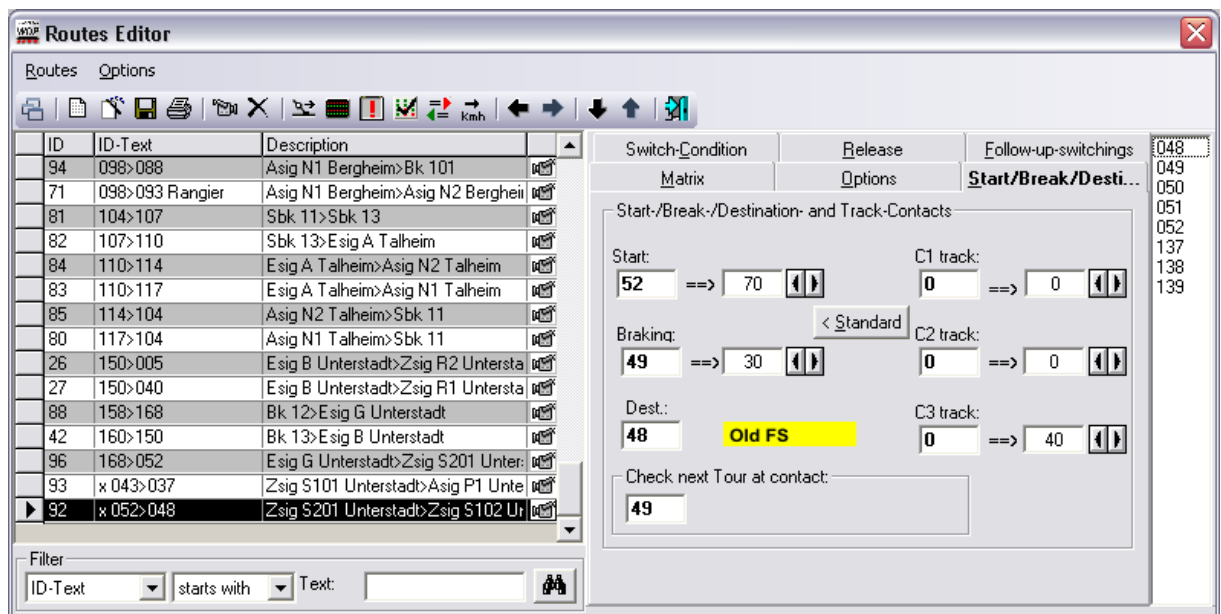 Routes Editor
Routes Options
kmh
ID ID-Text Description
94 098>088 Asig N1 Bergheim>Bk 101
71 098>093 Rangier Asig N1 Bergheim>Asig N2 Bergheim
81 104>107 Sbk 11>Sbk 13
82 107>110 Sbk 13>Esig A Talheim
84 110>114 Esig A Talheim>Asig N2 Talheim
83 110>117 Esig A Talheim>Asig N1 Talheim
85 114>104 Asig N2 Talheim>Sbk 11
80 117>104 Asig N1 Talheim>Sbk 11
26 150>005 Esig B Unterstadt>Zsig R2 Untersta
27 150>040 Esig B Unterstadt>Zsig R1 Untersta
88 158>168 Bk 12>Esig G Unterstadt
42 160>150 Bk 13>Esig B Unterstadt
96 168>052 Esig G Unterstadt>Zsig S201 Unter
93 x 043>037 Zsig S101 Unterstadt>Asig P1 Unte
92 x 052>048 Zsig S201 Unterstadt>Zsig S102 Ur
Filter
ID-Text starts with Text:
Switch-Condition Release Follow-up-switchings
Matrix Options Start/Break/Desti...
Start-/Break-/Destination- and Track-Contacts
Start: C1 track:
52 ==> 70 0 ==> 0
< Standard
Braking: C2 track:
49 ==> 30 0 ==> 0
Dest.: C3 track:
48 Old FS 0 ==> 40
Check next Tour at contact:
49
048
049
050
051
052
137
138
139